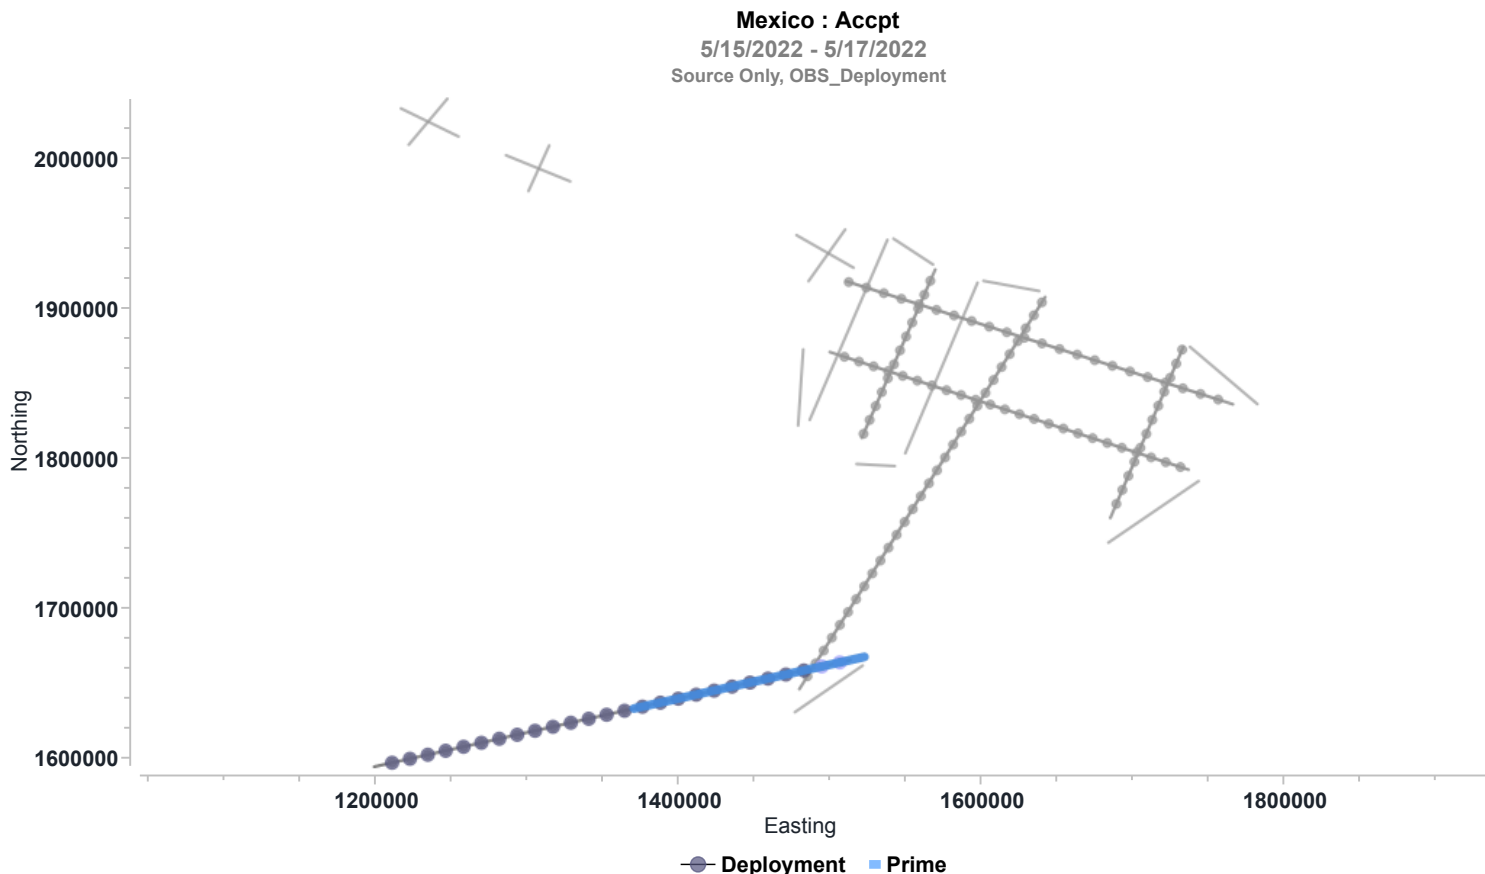 Mexico : Accpt
5/15/2022 - 5/17/2022
Source Only, OBS_Deployment
Northing
2000000
1900000
1800000
1700000
1600000
1200000
1400000
1600000
1800000
Easting
Deployment
Prime